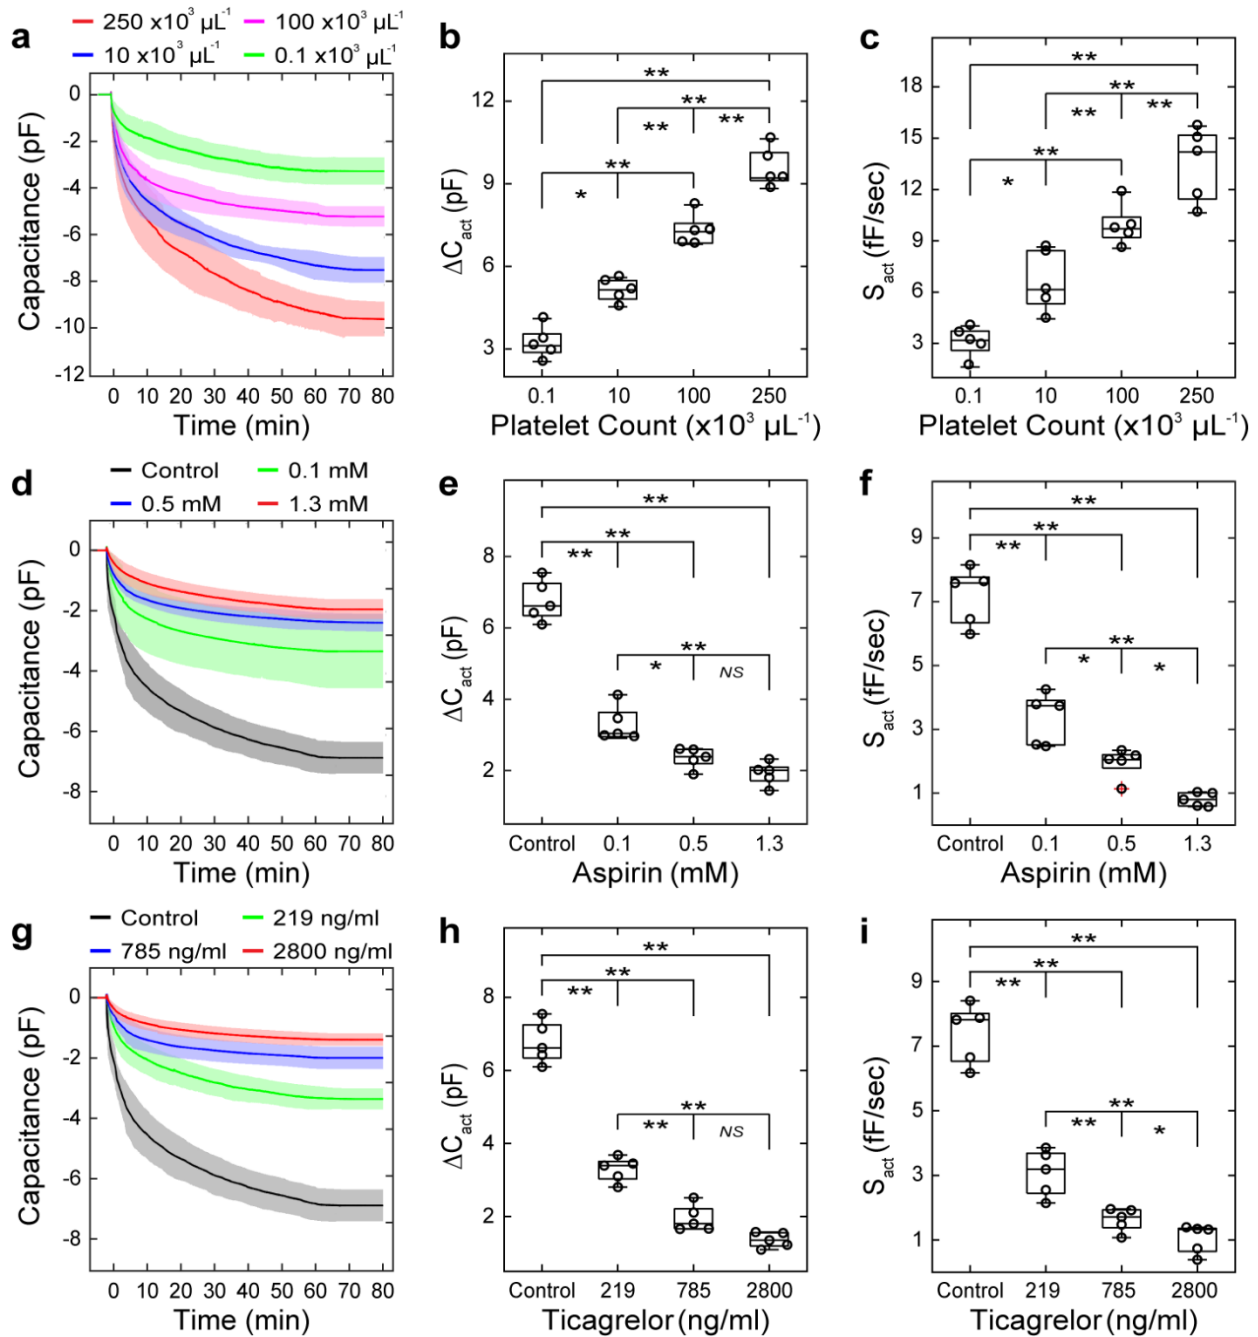 a
250 x10³ µL⁻¹ 100 x10³ µL⁻¹
10 x10³ µL⁻¹ 0.1 x10³ µL⁻¹
Capacitance (pF)
0
-2
-4
-6
-8
-10
-12
0 10 20 30 40 50 60 70 80
Time (min)
b
ΔC_act (pF)
12
9
6
3
**
**
** **
**
*
0.1 10 100 250
Platelet Count (x10³ µL⁻¹)
c
S_act (fF/sec)
18
15
12
9
6
3
**
**
** **
**
*
0.1 10 100 250
Platelet Count (x10³ µL⁻¹)
d
Control 0.1 mM
0.5 mM 1.3 mM
Capacitance (pF)
0
-2
-4
-6
-8
0 10 20 30 40 50 60 70 80
Time (min)
e
ΔC_act (pF)
8
6
4
2
**
**
**
**
* NS
Control 0.1 0.5 1.3
Aspirin (mM)
f
S_act (fF/sec)
9
7
5
3
1
**
**
**
**
* *
Control 0.1 0.5 1.3
Aspirin (mM)
g
Control 219 ng/ml
785 ng/ml 2800 ng/ml
Capacitance (pF)
0
-2
-4
-6
-8
0 10 20 30 40 50 60 70 80
Time (min)
h
ΔC_act (pF)
8
6
4
2
**
**
**
**
** NS
Control 219 785 2800
Ticagrelor (ng/ml)
i
S_act (fF/sec)
9
7
5
3
1
**
**
**
**
** *
Control 219 785 2800
Ticagrelor (ng/ml)